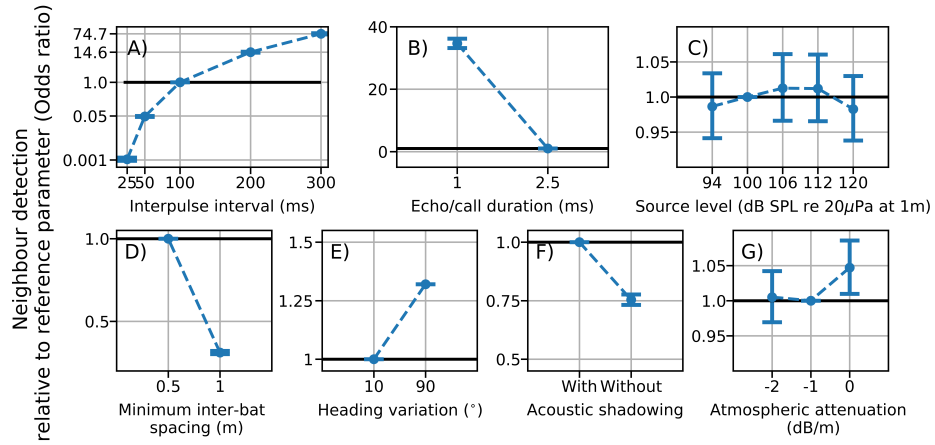 Neighbour detection
relative to reference parameter (Odds ratio)
A)
74.7
14.6
1.0
0.05
0.001
25 50 100 200 300
Interpulse interval (ms)
B)
40
20
0
1 2.5
Echo/call duration (ms)
C)
1.05
1.0
0.95
94 100 106 112 120
Source level (dB SPL re 20μPa at 1m)
D)
1.0
0.5
0.5 1
Minimum inter-bat
spacing (m)
E)
1.5
1.25
1
10 90
Heading variation (°)
F)
1.0
0.75
0.5
With Without
Acoustic shadowing
G)
1.05
1.0
0.95
-2 -1 0
Atmospheric attenuation
(dB/m)